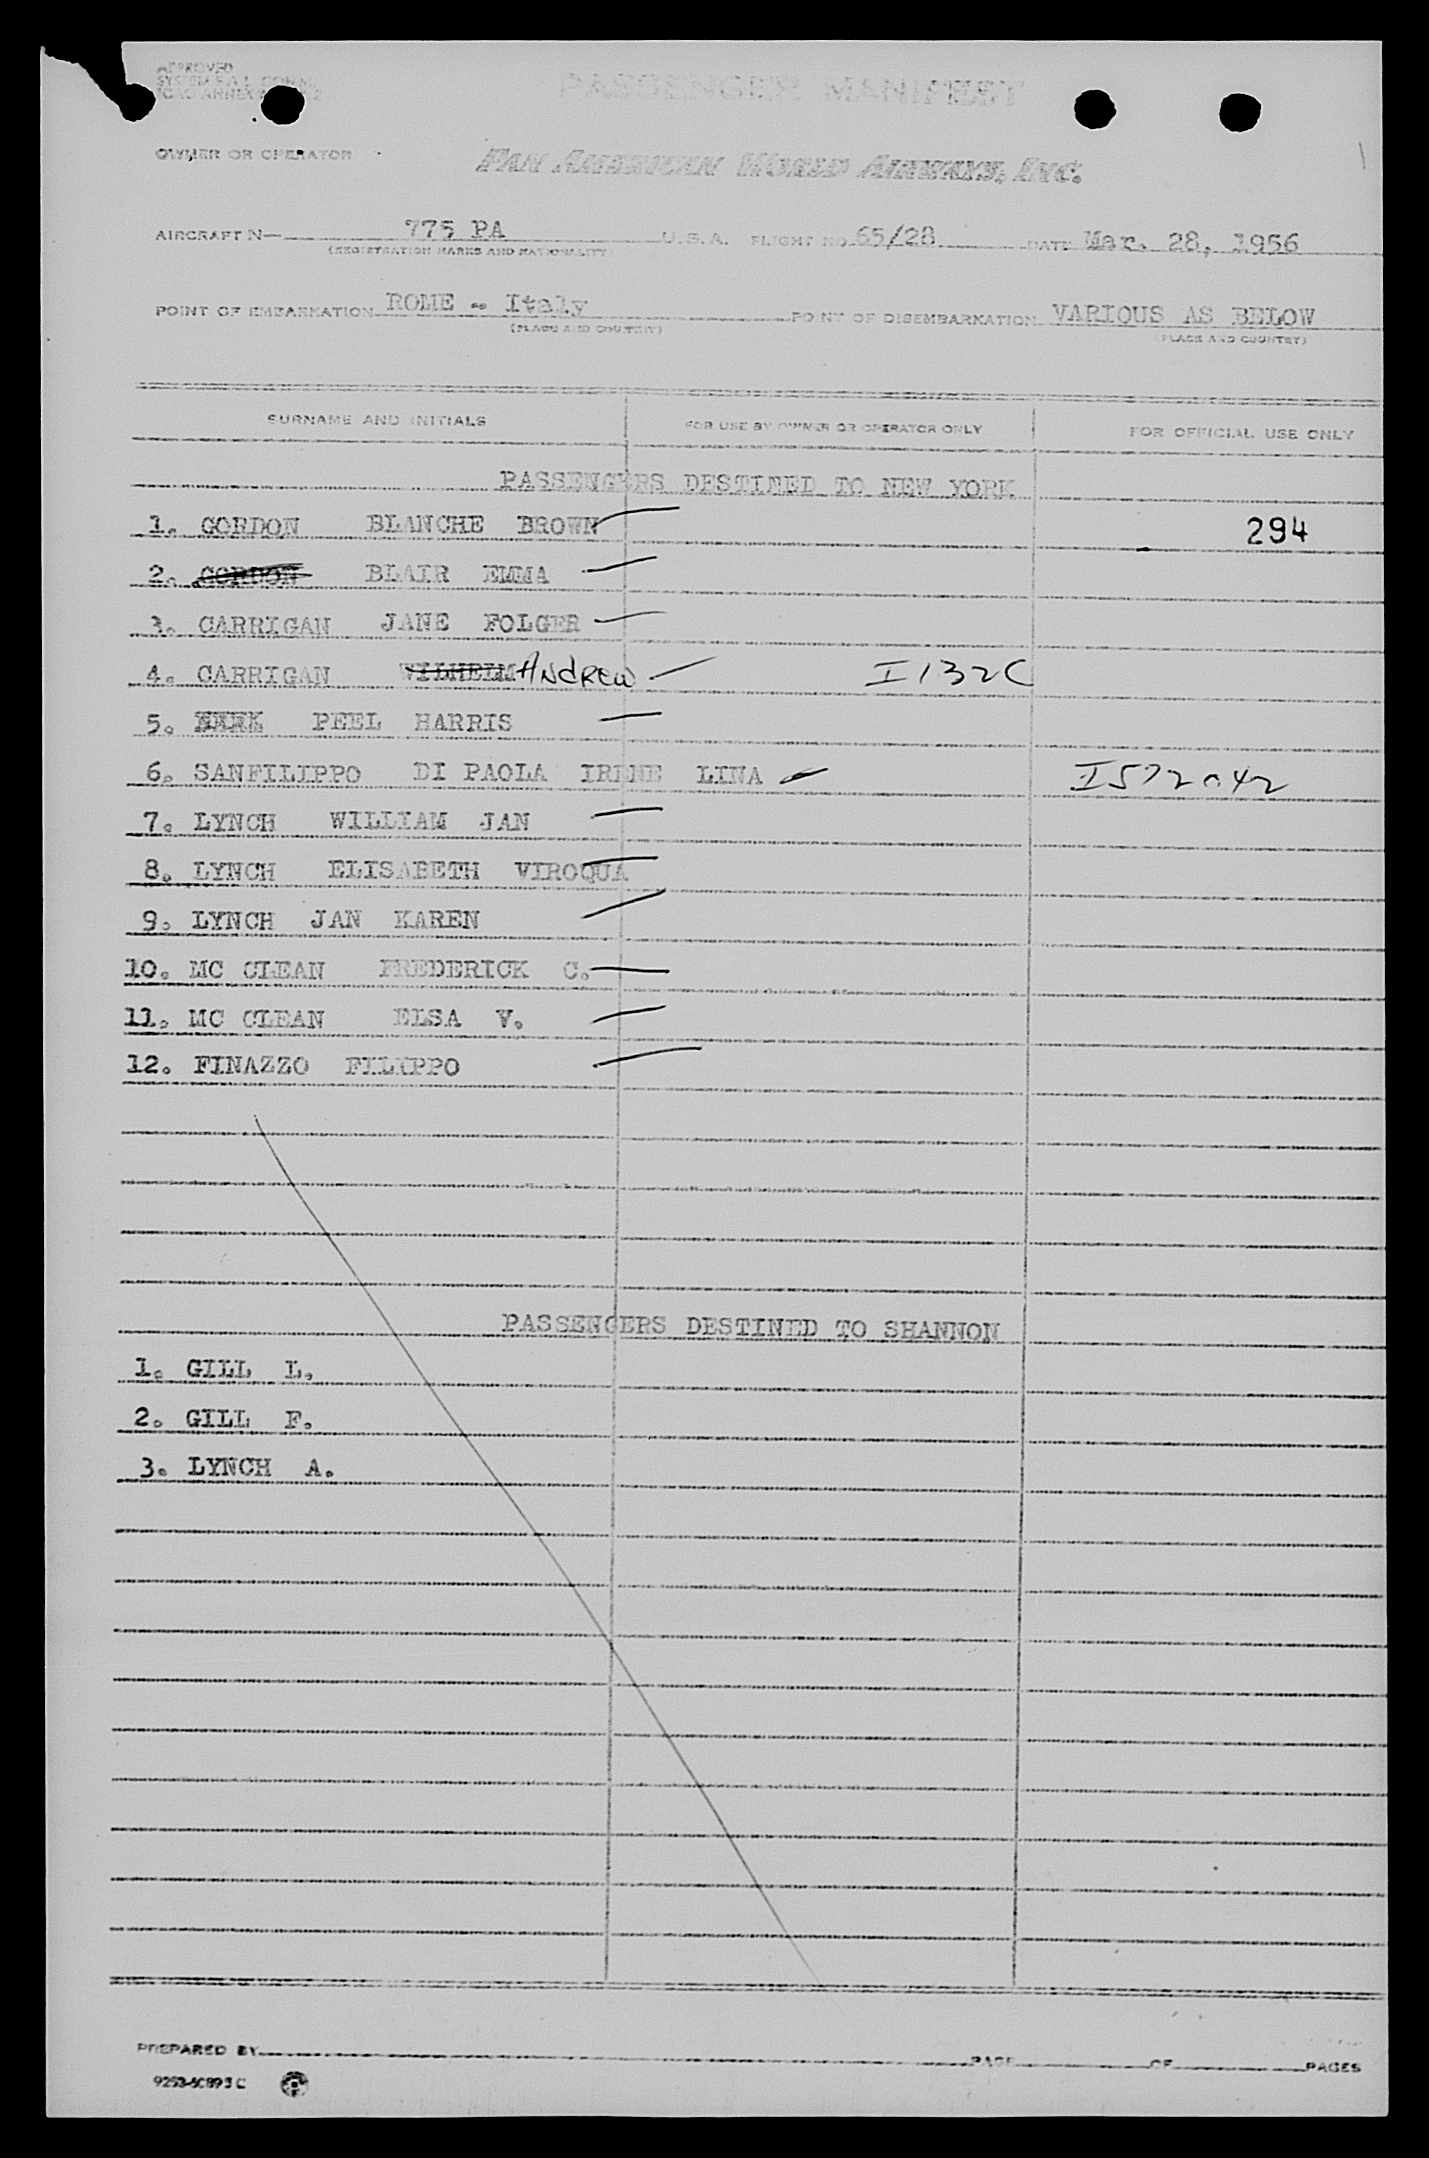 APPROVED
PASSENGER MANIFEST
OWNER OR OPERATOR
PAN AMERICAN WORLD AIRWAYS, INC.
AIRCRAFT N— 775 PA U.S.A. FLIGHT NO. 65/28 DATE Mar. 28, 1956
(REGISTRATION MARKS AND NATIONALITY)
POINT OF EMBARKATION ROME - Italy POINT OF DISEMBARKATION VARIOUS AS BELOW
(PLACE AND COUNTRY) (PLACE AND COUNTRY)
SURNAME AND INITIALS FOR USE BY OWNER OR OPERATOR ONLY FOR OFFICIAL USE ONLY
PASSENGERS DESTINED TO NEW YORK
1. GORDON BLANCHE BROWN 294
2. GORDON BLAIR EMMA
3. CARRIGAN JANE FOLGER
4. CARRIGAN WILHELM ANDREW I132C
5. PEEL HARRIS
6. SANFILIPPO DI PAOLA IRENE LINA I572042
7. LYNCH WILLIAM JAN
8. LYNCH ELISABETH VIROQUA
9. LYNCH JAN KAREN
10. MC CLEAN FREDERICK C.
11. MC CLEAN ELSA V.
12. FINAZZO FILIPPO
PASSENGERS DESTINED TO SHANNON
1. GILL L.
2. GILL F.
3. LYNCH A.
PREPARED BY PAGE OF PAGES